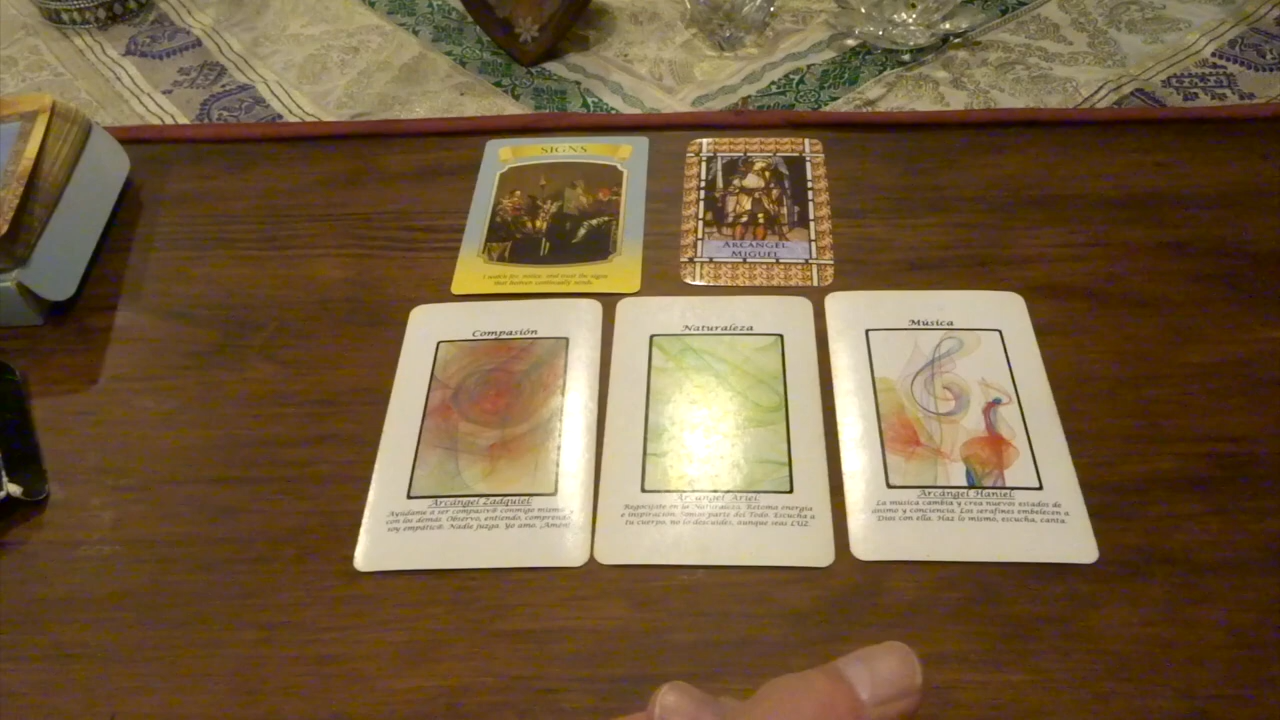 SIGNS
I watch for, notice, and trust the signs
that heaven continually sends.
ARCÁNGEL
MIGUEL
Compasión
Arcángel Zadquiel:
Ayúdame a ser compasiv@ conmigo mism@ y
con los demás. Observo, entiendo, comprendo,
soy empátic@. Nadie juzga. Yo amo. ¡Amén!
Naturaleza
Arcángel Ariel:
Regocíjate en la Naturaleza. Retoma energía
e inspiración. Somos parte del Todo. Escucha a
tu cuerpo, no lo descuides, aunque seas LUZ.
Música
Arcángel Haniel:
La música cambia y crea nuevos estados de
ánimo y conciencia. Los serafines embelecen a
Dios con ella. Haz lo mismo, escucha, canta.